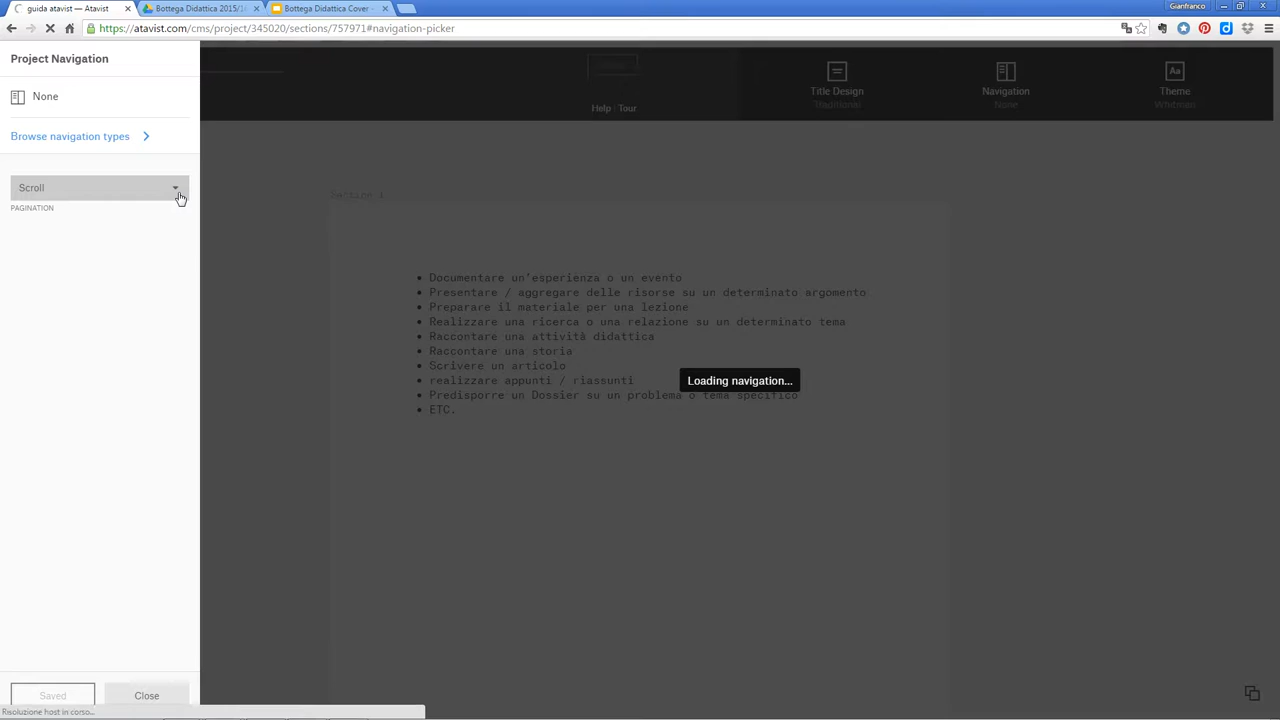 guida atavist — Atavist
Bottega Didattica 2015/1
Bottega Didattica Cover -
Gianfranco
https://atavist.com/cms/project/345020/sections/757971#navigation-picker
Project Navigation
None
Browse navigation types
Scroll
PAGINATION
Help Tour
Title Design
Traditional
Navigation
None
Aa
Theme
Whitman
Section 1
• Documentare un'esperienza o un evento
• Presentare / aggregare delle risorse su un determinato argomento
• Preparare il materiale per una lezione
• Realizzare una ricerca o una relazione su un determinato tema
• Raccontare una attività didattica
• Raccontare una storia
• Scrivere un articolo
• realizzare appunti / riassunti
• Predisporre un Dossier su un problema o tema specifico
• ETC.
Loading navigation...
Saved
Close
Risoluzione host in corso...